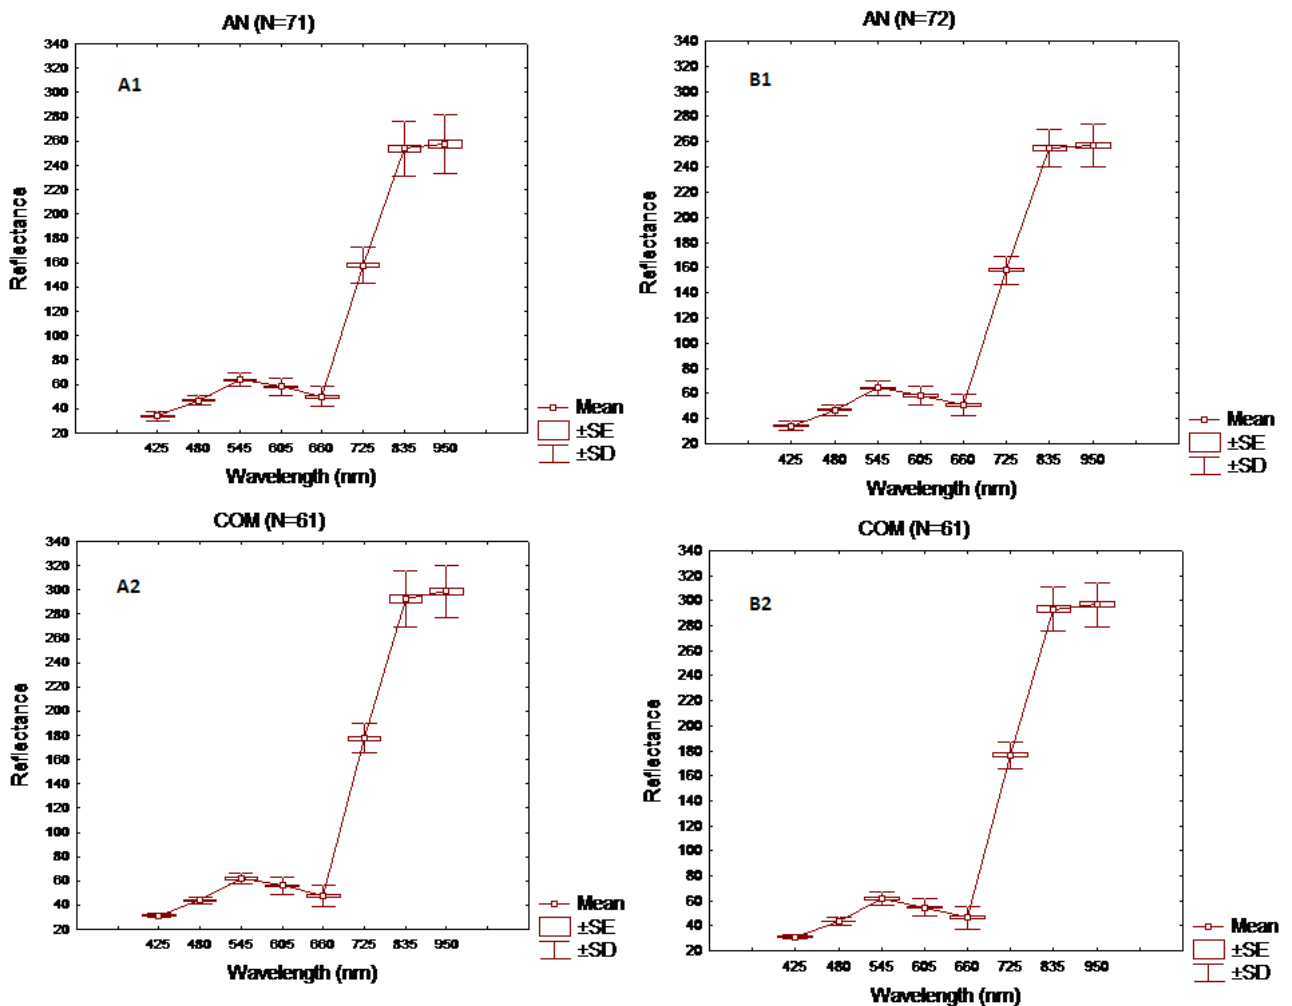 AN (N=71)
A1
340
320
300
280
260
240
220
200
180
160
140
120
100
80
60
40
20
Reflectance
425 480 545 605 660 725 835 950
Wavelength (nm)
Mean
±SE
±SD
AN (N=72)
B1
340
320
300
280
260
240
220
200
180
160
140
120
100
80
60
40
20
Reflectance
425 480 545 605 660 725 835 950
Wavelength (nm)
Mean
±SE
±SD
COM (N=61)
A2
340
320
300
280
260
240
220
200
180
160
140
120
100
80
60
40
20
Reflectance
425 480 545 605 660 725 835 950
Wavelength (nm)
Mean
±SE
±SD
COM (N=61)
B2
340
320
300
280
260
240
220
200
180
160
140
120
100
80
60
40
20
Reflectance
425 480 545 605 660 725 835 950
Wavelength (nm)
Mean
±SE
±SD